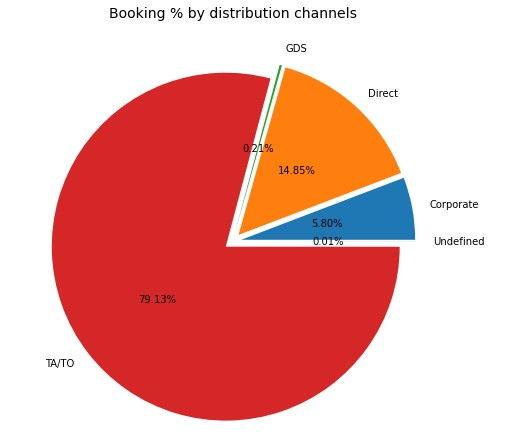 Booking % by distribution channels
GDS
Direct
0.21%
14.85%
Corporate
5.80%
0.01%
Undefined
79.13%
TA/TO